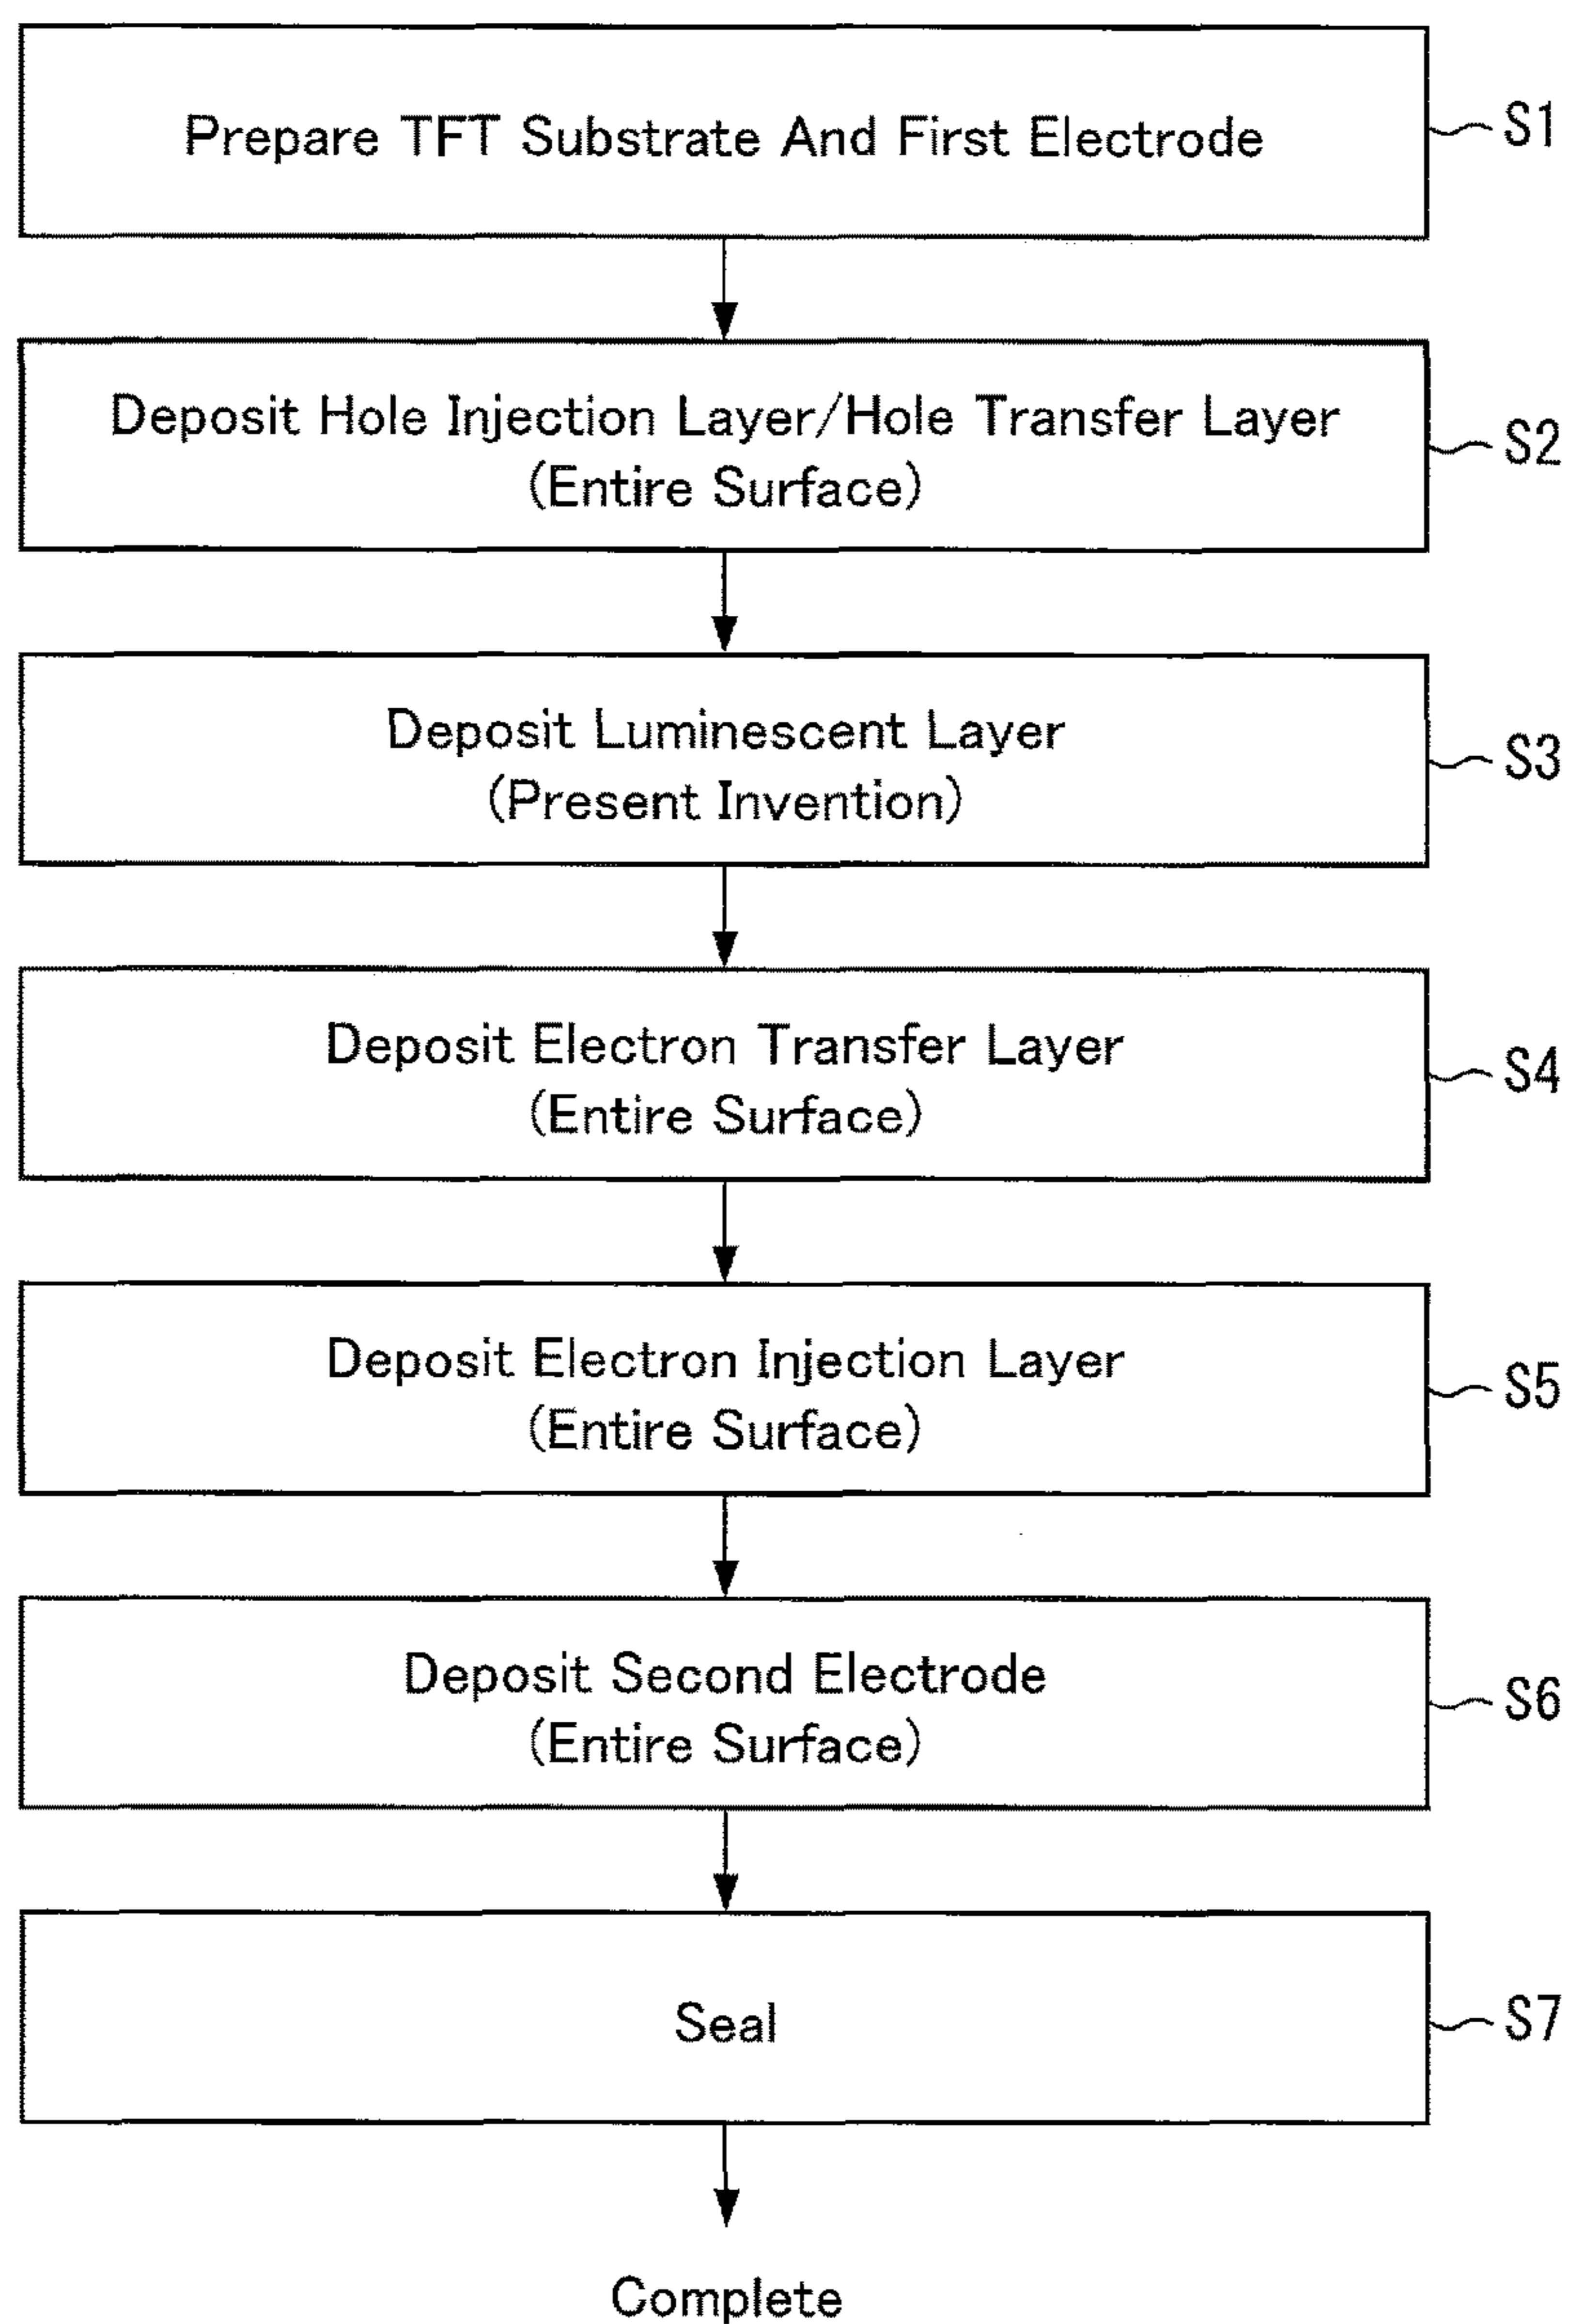 Prepare TFT Substrate And First Electrode
S1
Deposit Hole Injection Layer/Hole Transfer Layer
(Entire Surface)
S2
Deposit Luminescent Layer
(Present Invention)
S3
Deposit Electron Transfer Layer
(Entire Surface)
S4
Deposit Electron Injection Layer
(Entire Surface)
S5
Deposit Second Electrode
(Entire Surface)
S6
Seal
S7
Complete